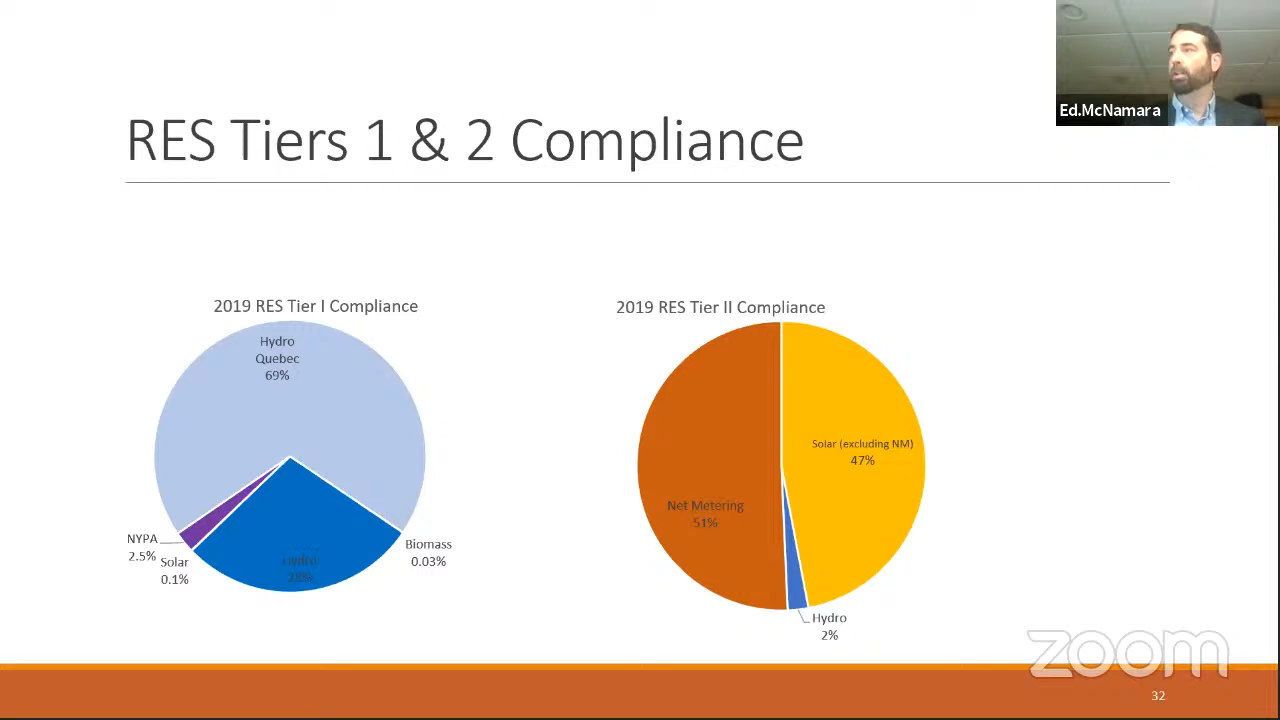 Ed.McNamara
RES Tiers 1 & 2 Compliance
2019 RES Tier I Compliance
Hydro
Quebec
69%
NYPA
2.5%
Solar
0.1%
Hydro
28%
Biomass
0.03%
2019 RES Tier II Compliance
Solar (excluding NM)
47%
Net Metering
51%
Hydro
2%
zoom
32